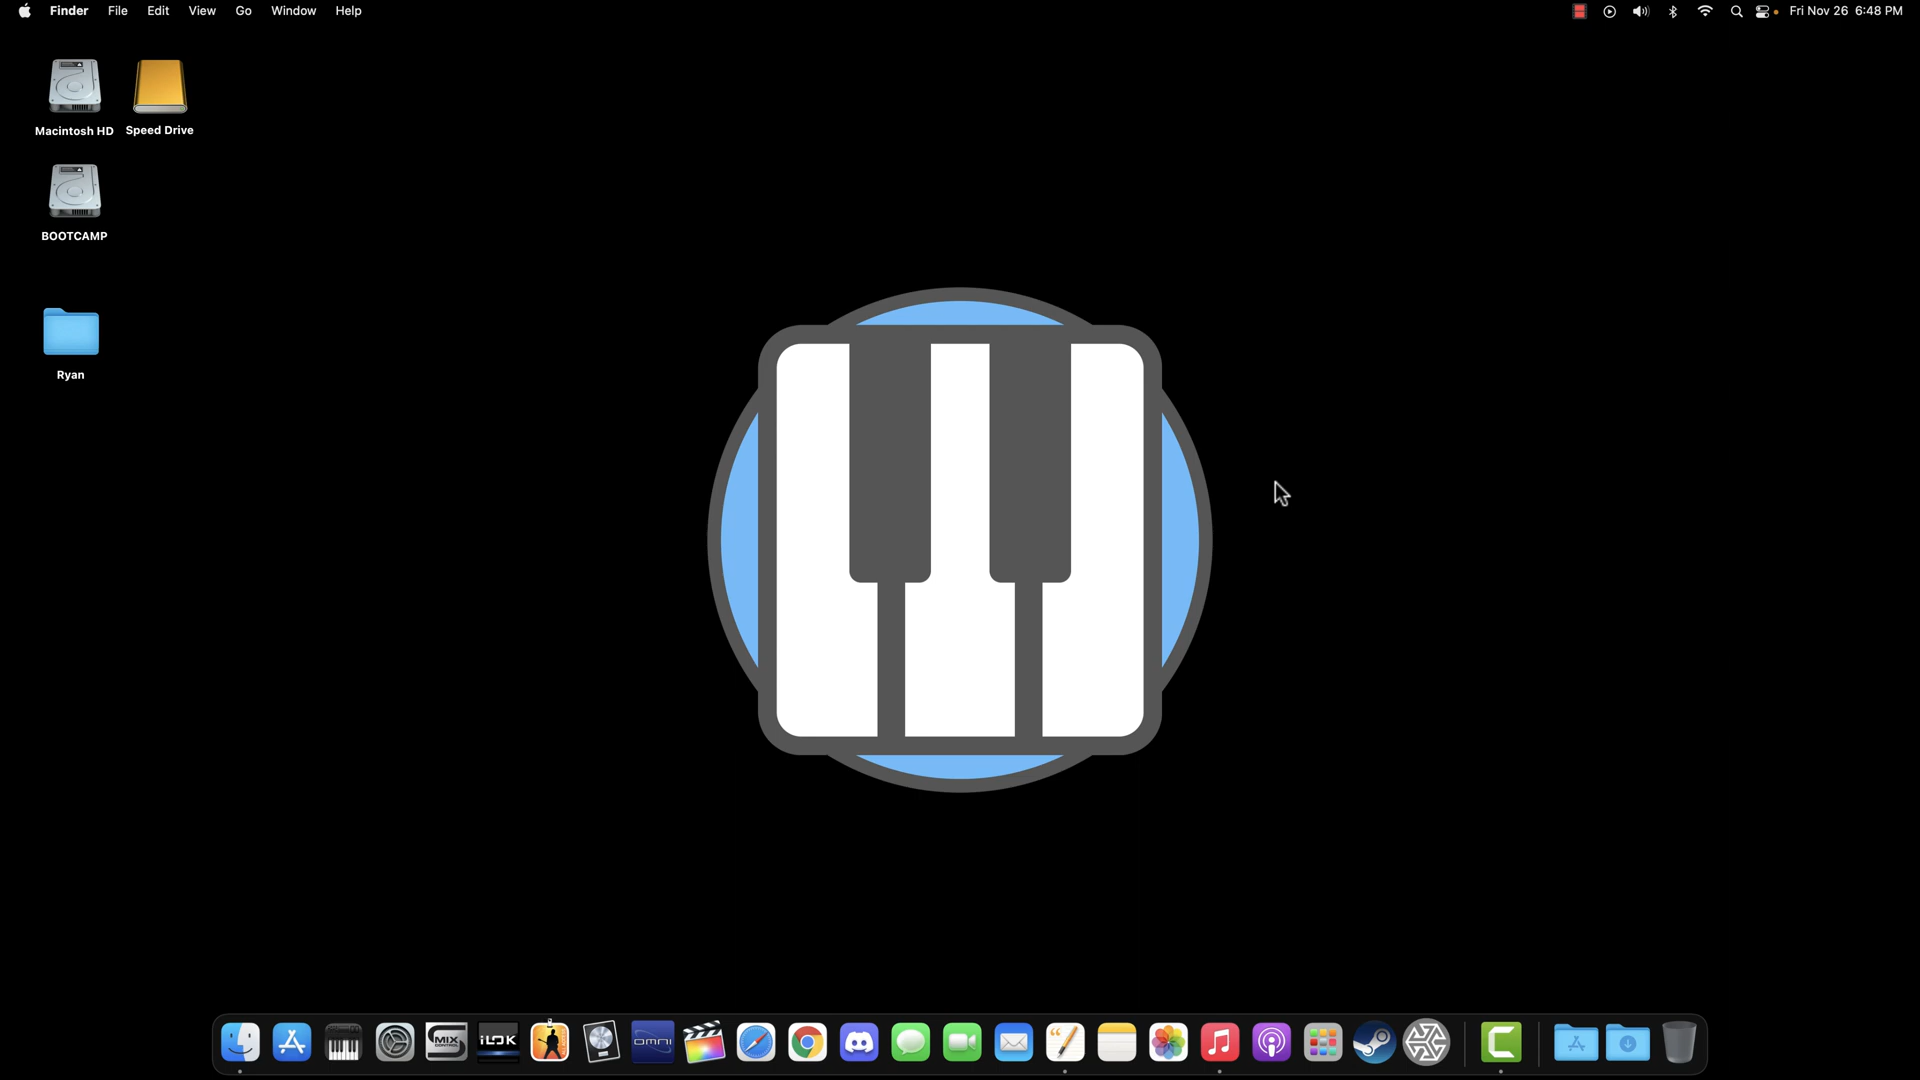 Finder File Edit View Go Window Help Fri Nov 26 6:48 PM
Macintosh HD Speed Drive
BOOTCAMP
Ryan
MIX CONTROL iLOK OMNI